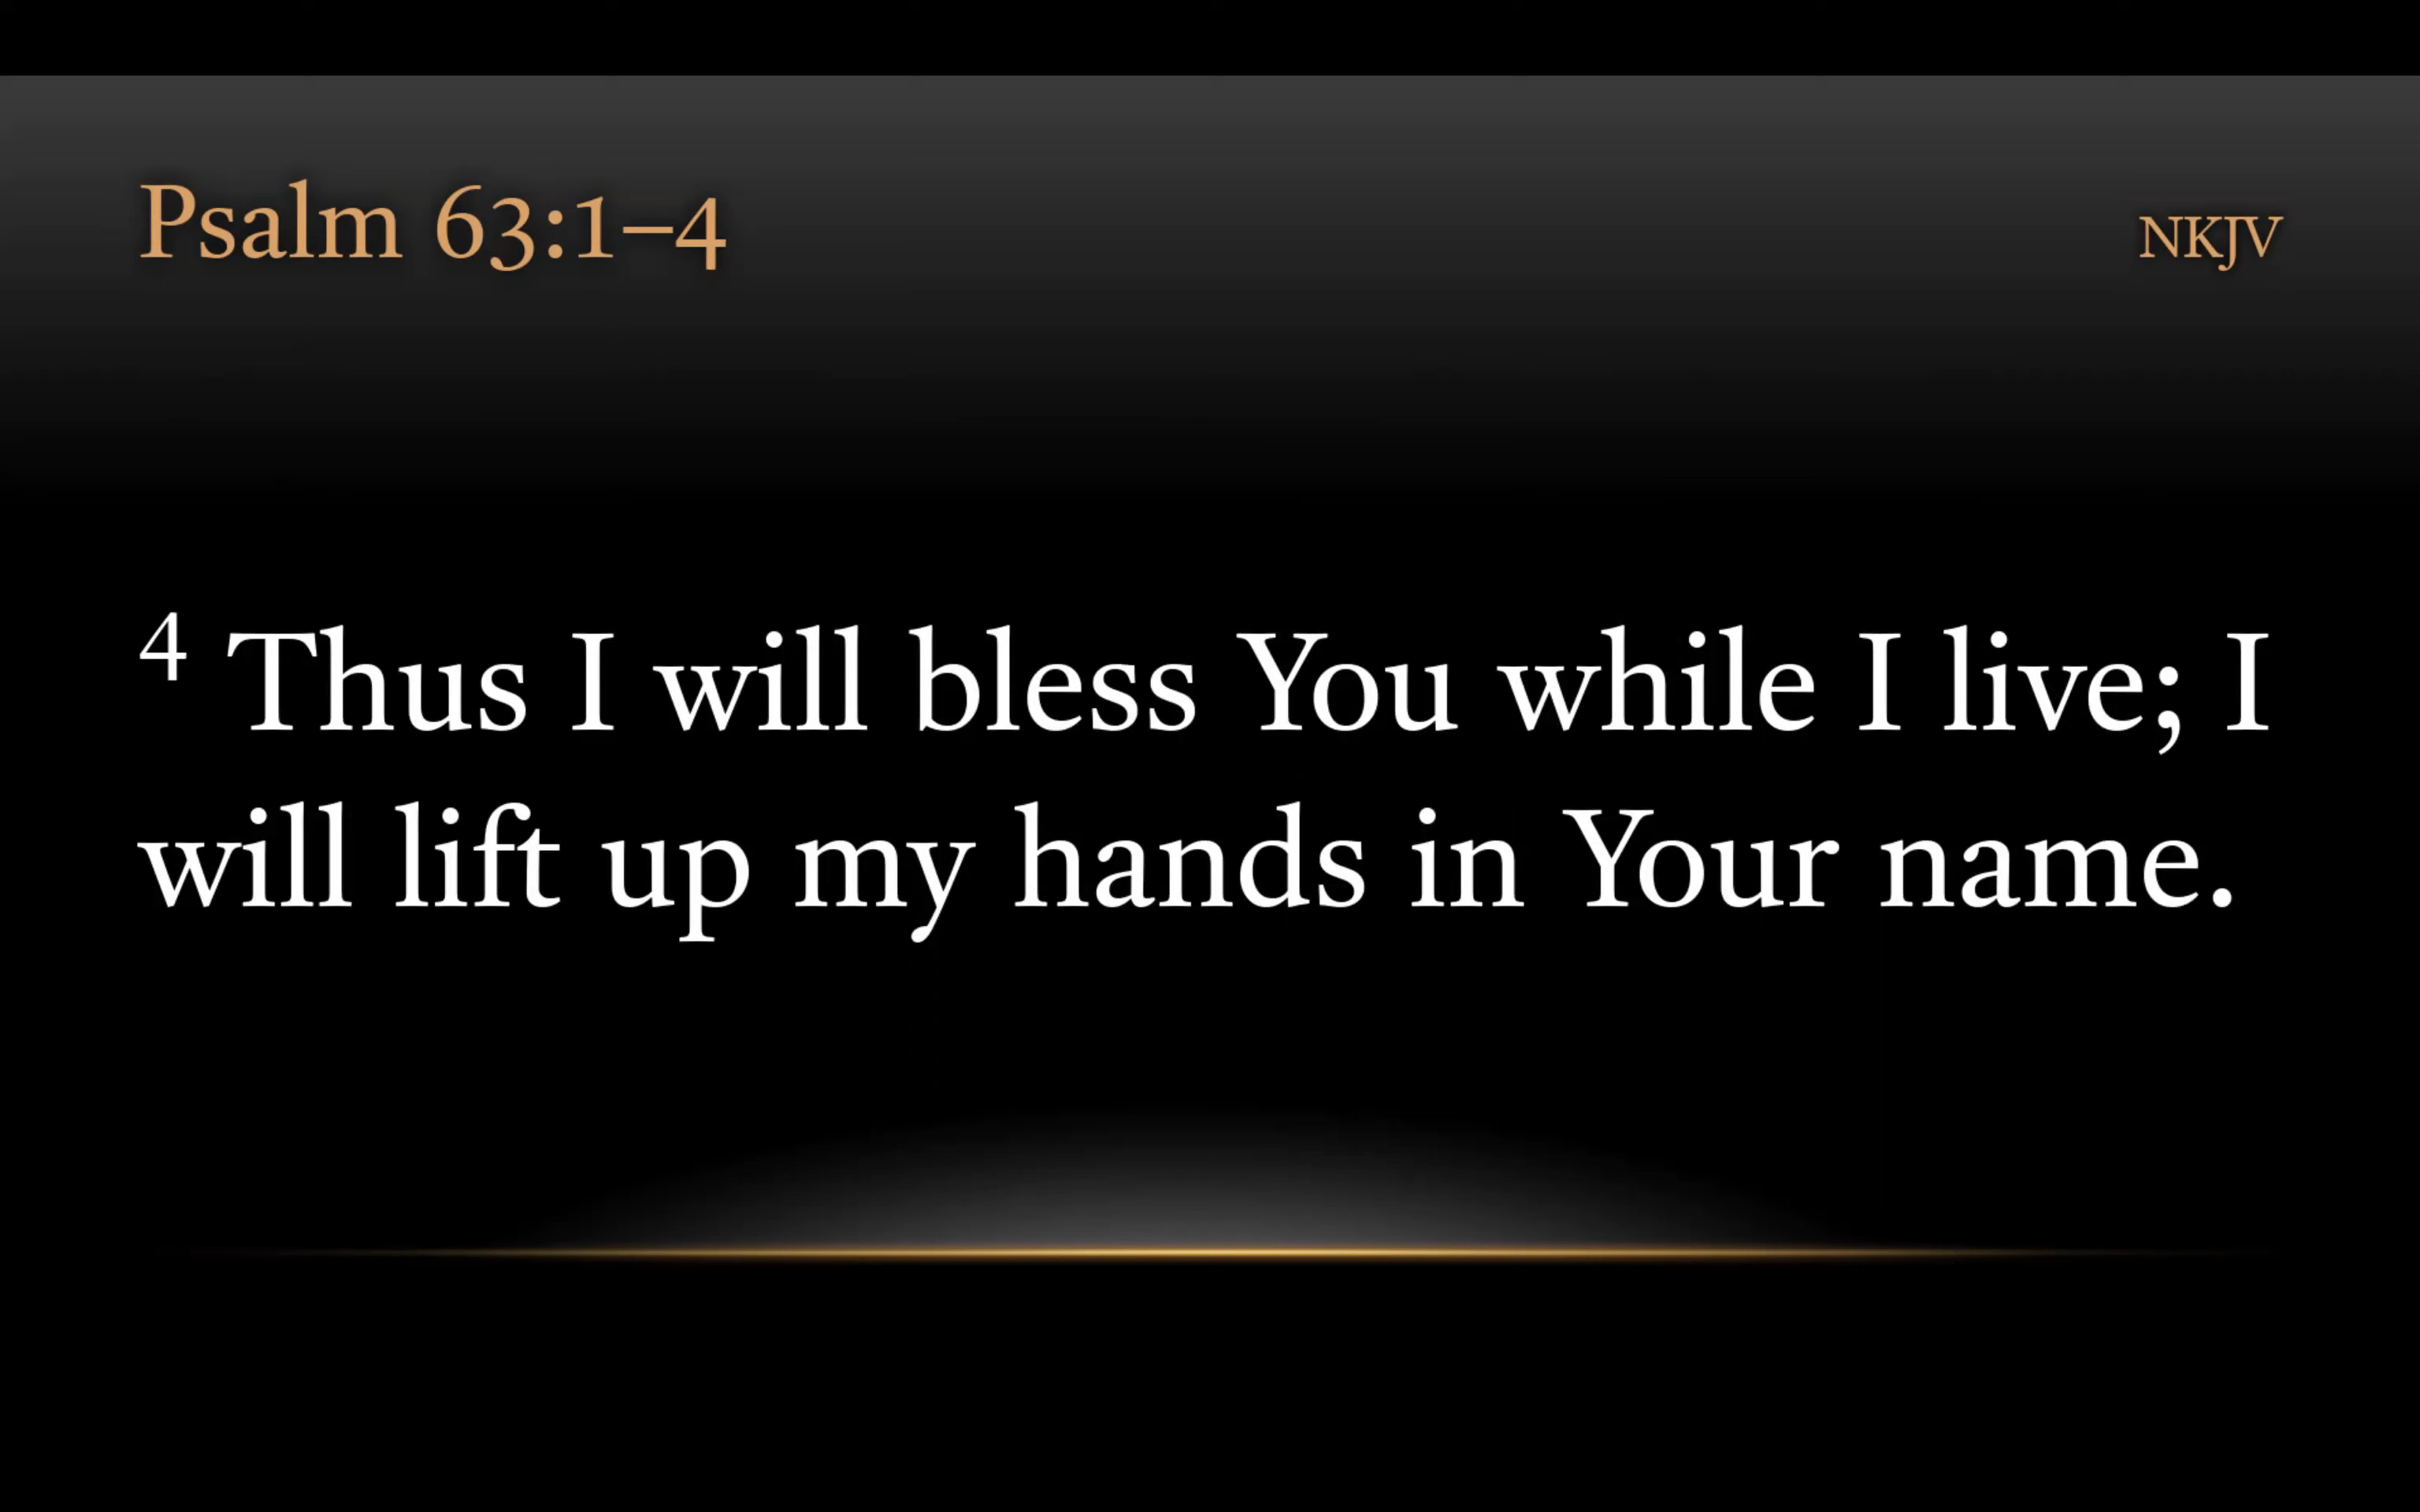 Psalm 63:1–4
NKJV
⁴ Thus I will bless You while I live; I
will lift up my hands in Your name.